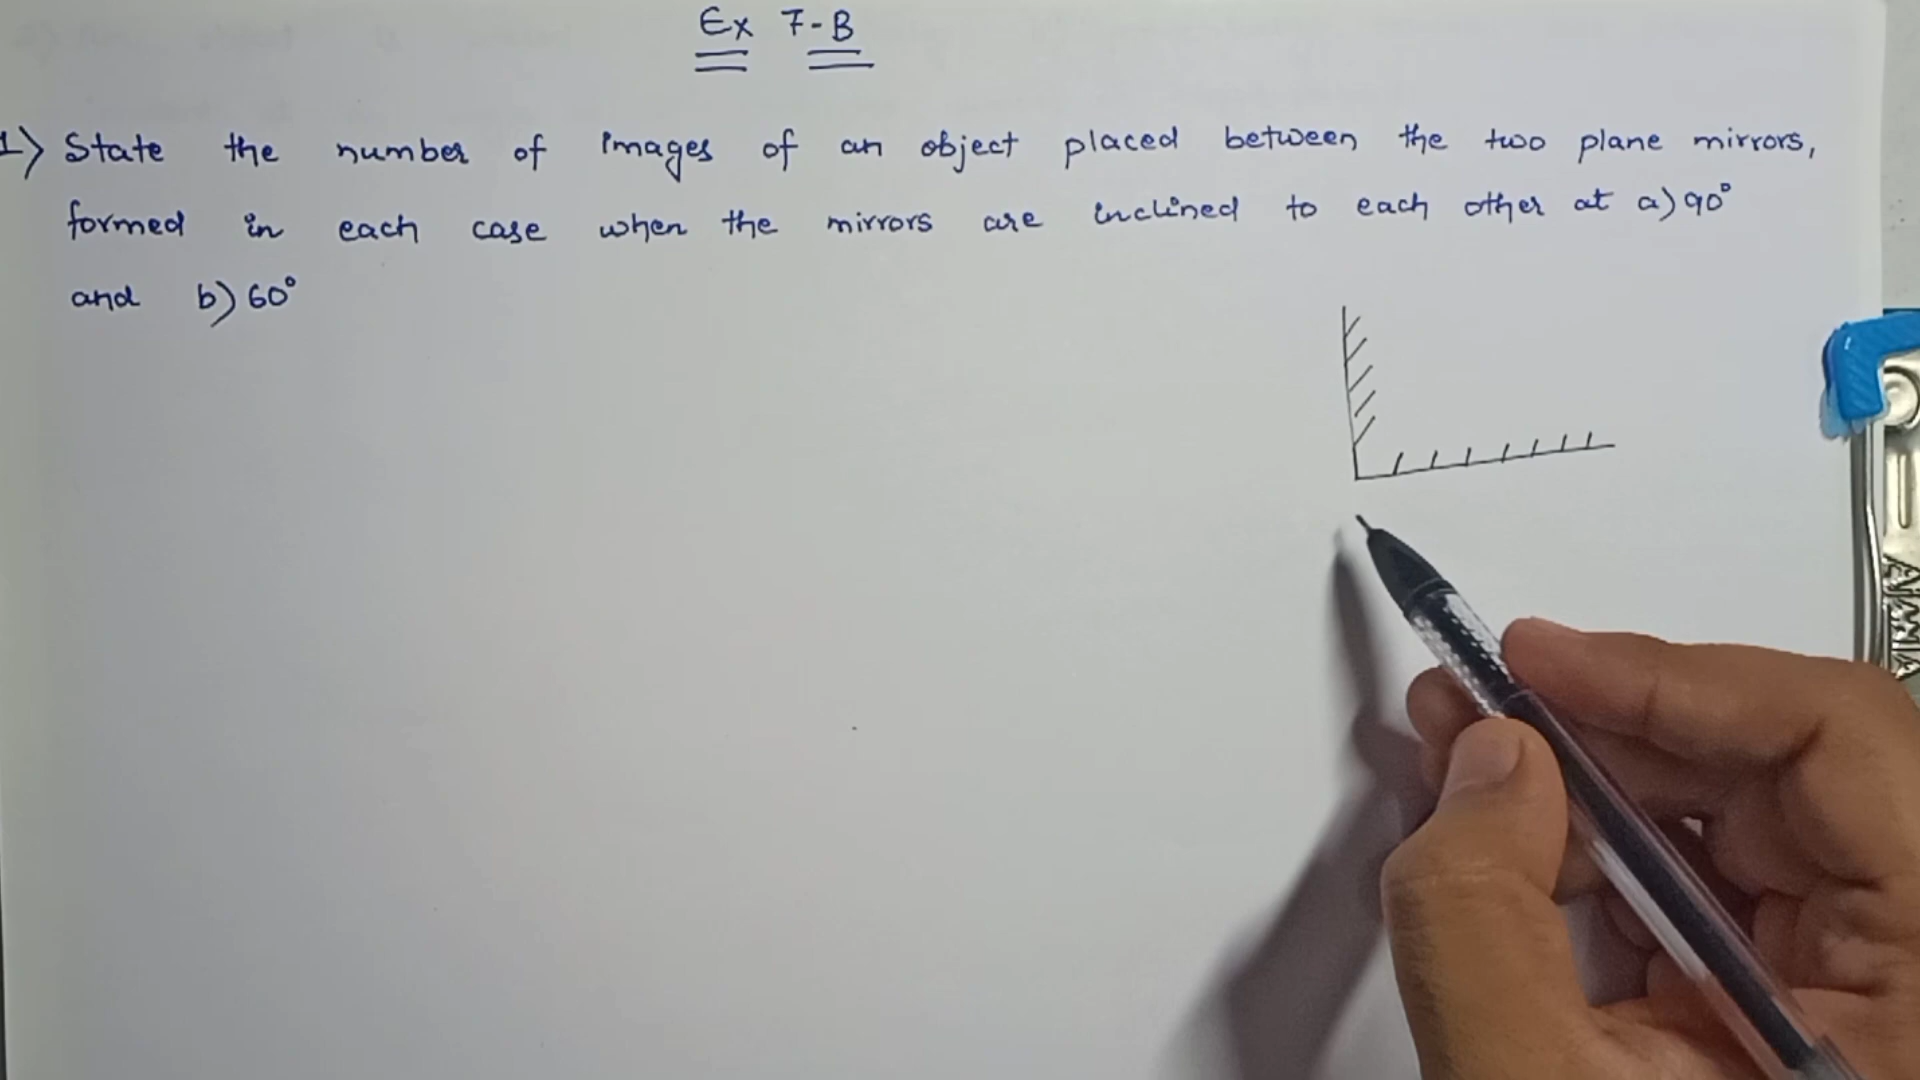 Ex 7-B
1) State the number of images of an object placed between the two plane mirrors,
formed in each case when the mirrors are inclined to each other at a) 90°
and b) 60°